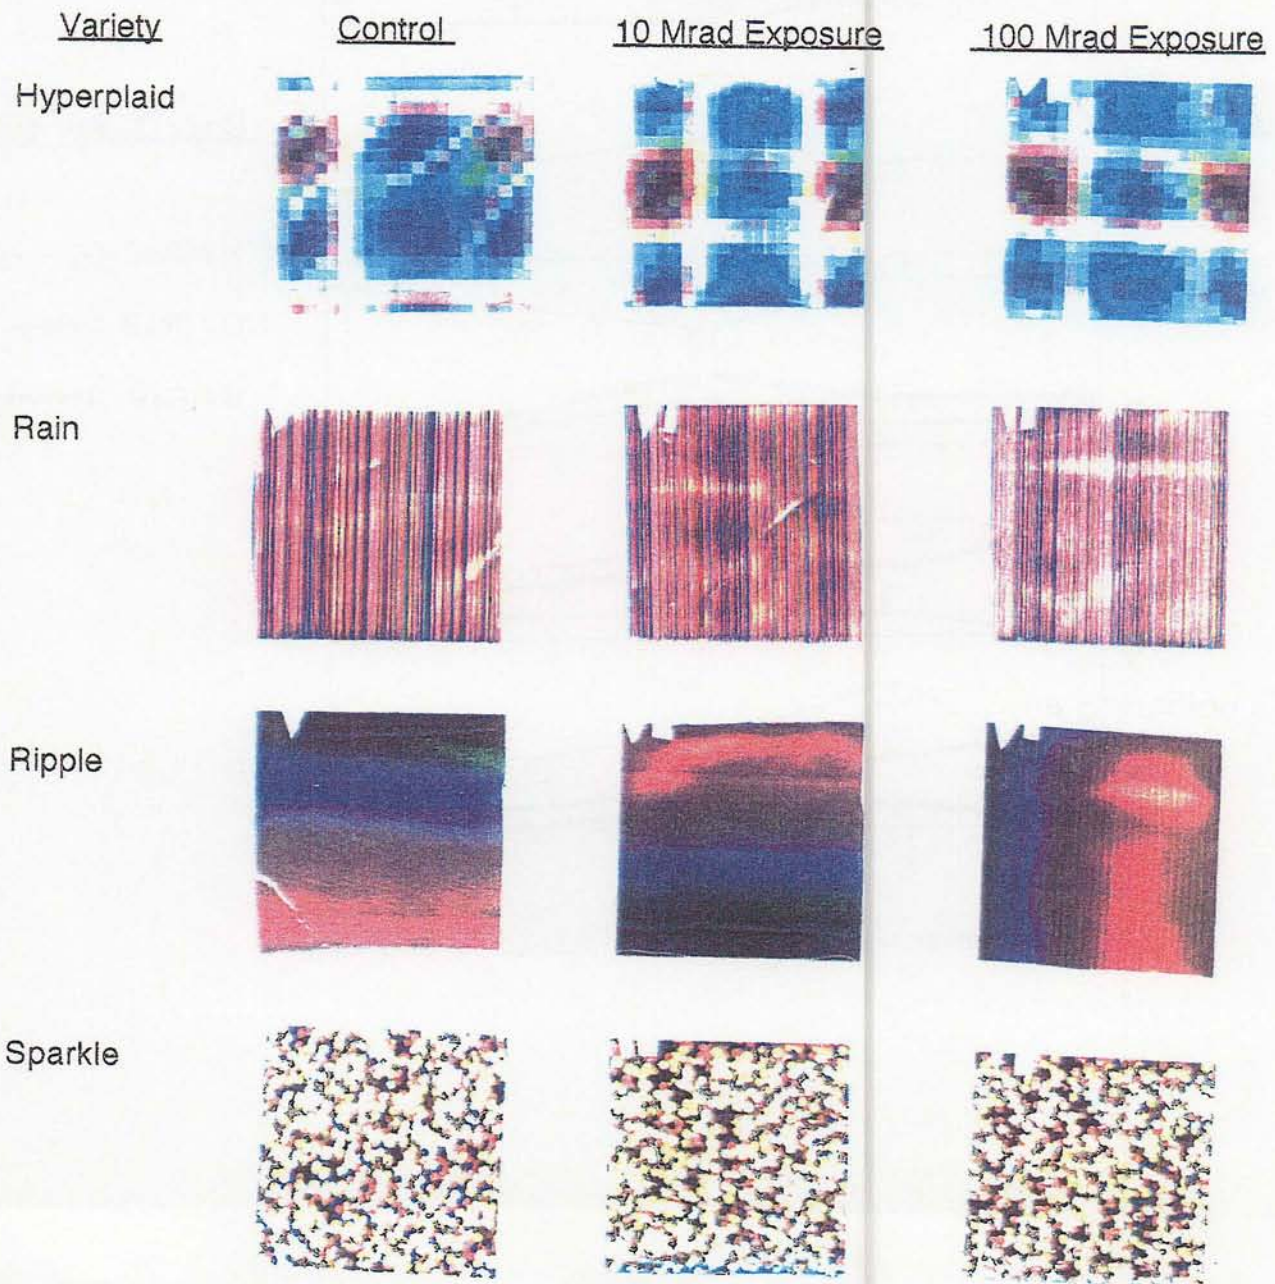 Variety Control 10 Mrad Exposure 100 Mrad Exposure
Hyperplaid
Rain
Ripple
Sparkle